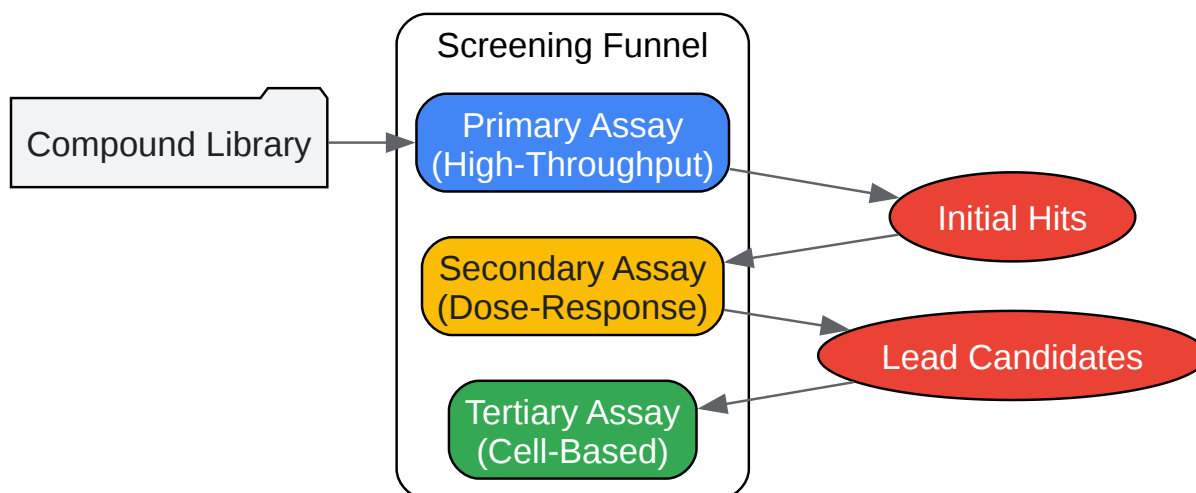 Screening Funnel
Compound Library
Primary Assay
(High-Throughput)
Initial Hits
Secondary Assay
(Dose-Response)
Lead Candidates
Tertiary Assay
(Cell-Based)